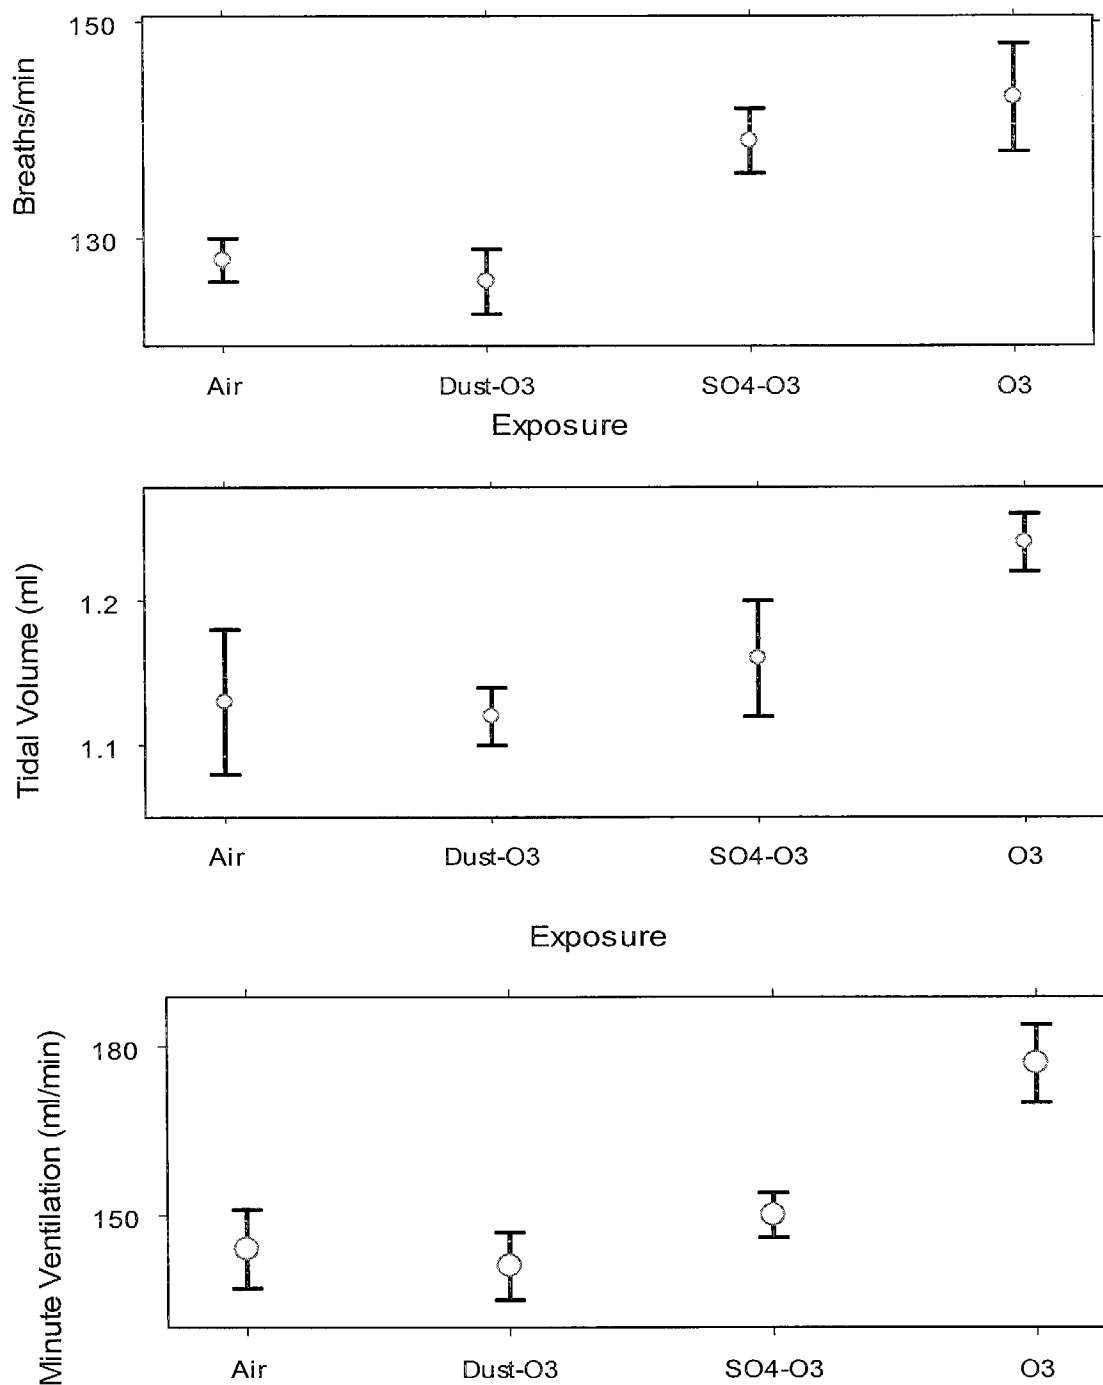 150
Breaths/min
130
Air Dust-O3 SO4-O3 O3
Exposure
Tidal Volume (ml)
1.2
1.1
Air Dust-O3 SO4-O3 O3
Exposure
Minute Ventilation (ml/min)
180
150
Air Dust-O3 SO4-O3 O3